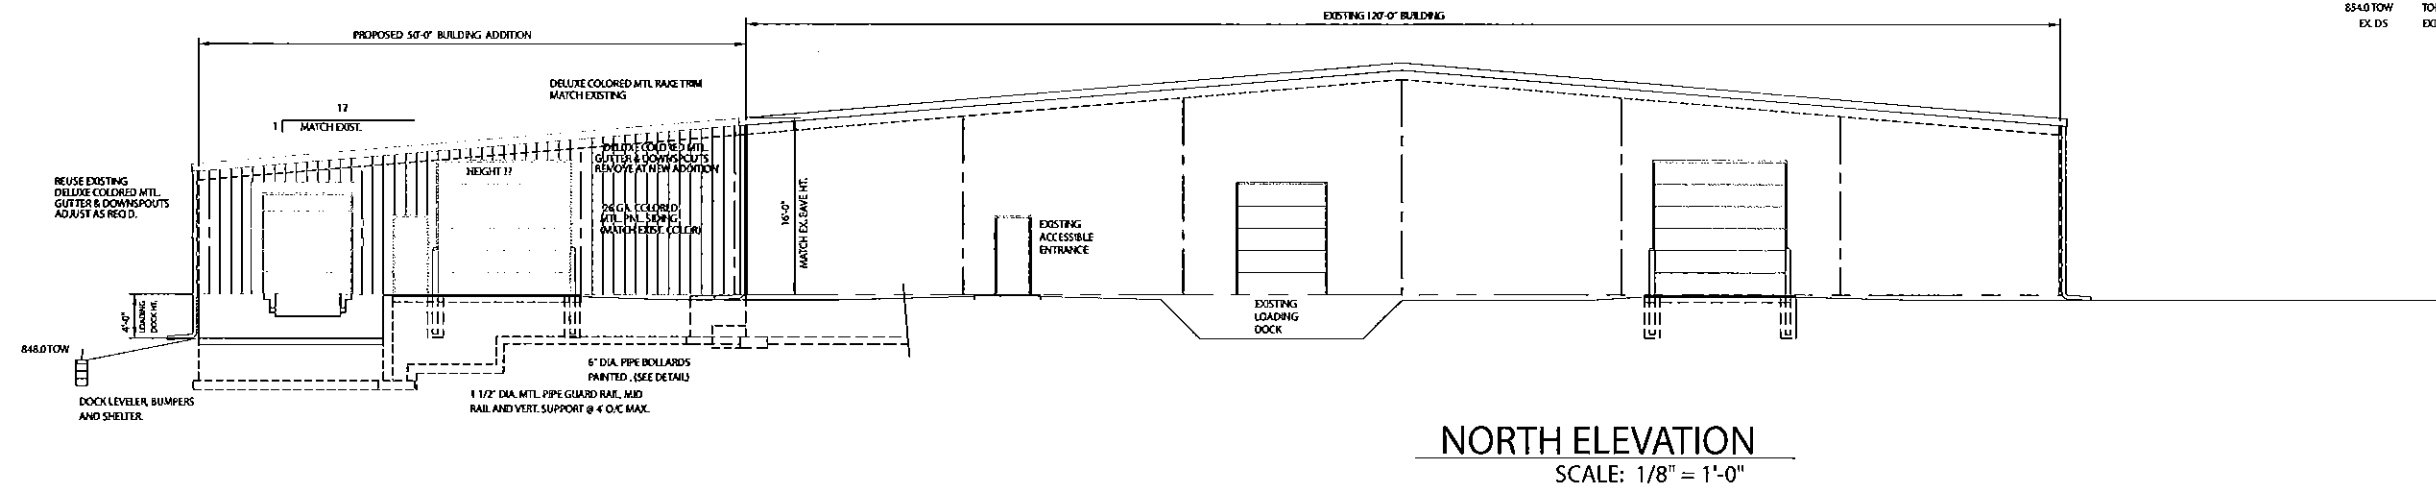 EXISTING 120'-0" BUILDING
854.0 TOW
EX. DS
PROPOSED 50'-0" BUILDING ADDITION
DELUXE COLORED MTL. RAKE TRIM
MATCH EXISTING
12
1
MATCH EXIST.
DELUXE COLORED MTL.
GUTTER & DOWNSPOUTS
REMOVE AT NEW ADDITION
HEIGHT ??
REUSE EXISTING
DELUXE COLORED MTL.
GUTTER & DOWNSPOUTS
ADJUST AS REQ'D.
26 GA. COLORED
MTL. PNL. SIDING
(MATCH EXIST. COLOR)
16'-0"
MATCH EX. EAVE HT.
EXISTING
ACCESSIBLE
ENTRANCE
4'-0"
LOADING
DOCK HT.
EXISTING
LOADING
DOCK
848.0 TOW
6" DIA. PIPE BOLLARDS
PAINTED . (SEE DETAIL)
1 1/2" DIA. MTL. PIPE GUARD RAIL, MID
RAIL AND VERT. SUPPORT @ 4' O/C MAX.
DOCK LEVELER, BUMPERS
AND SHELTER.
NORTH ELEVATION
SCALE: 1/8" = 1'-0"